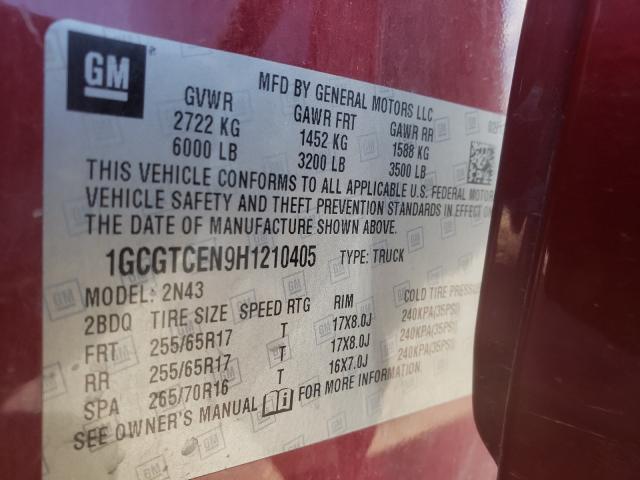 GM
MFD BY GENERAL MOTORS LLC
GVWR GAWR FRT GAWR RR
2722 KG 1452 KG 1588 KG
6000 LB 3200 LB 3500 LB
THIS VEHICLE CONFORMS TO ALL APPLICABLE U.S. FEDERAL MOTOR
VEHICLE SAFETY AND THEFT PREVENTION STANDARDS IN EFFECT ON
THE DATE OF MANUFACTURE SHOWN ABOVE.
1GCGTCEN9H1210405 TYPE: TRUCK
MODEL: 2N43
2BDQ TIRE SIZE SPEED RTG RIM COLD TIRE PRESSU
FRT 255/65R17 T 17X8.0J 240KPA(35PSI)
RR 255/65R17 T 17X8.0J 240KPA(35PSI)
SPA 265/70R16 T 16X7.0J 240KPA(35PSI)
SEE OWNER'S MANUAL FOR MORE INFORMATION.